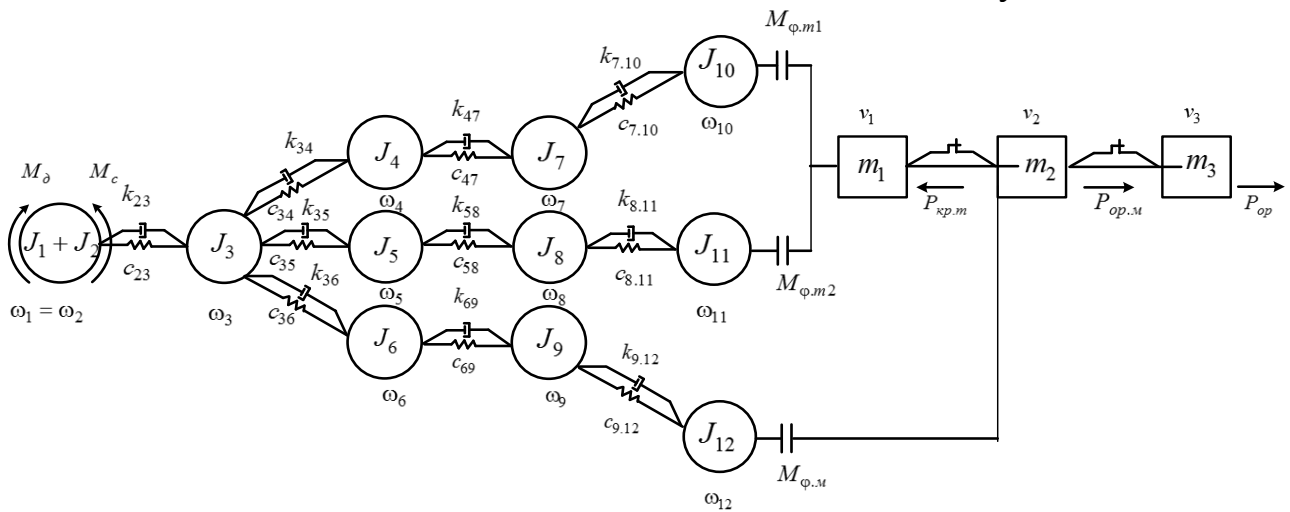 M_φ.m1
k_7.10
J_10
c_7.10
ω_10
k_47
k_34
J_4
J_7
c_47
c_34
ω_4
ω_7
v_1
v_2
v_3
m_1
m_2
m_3
P_кр.m
P_ор.м
P_ор
M_д
M_c
k_23
J_1 + J_2
c_23
ω_1 = ω_2
J_3
ω_3
k_35
c_35
J_5
ω_5
k_58
c_58
J_8
ω_8
k_8.11
c_8.11
J_11
ω_11
M_φ.m2
k_36
c_36
J_6
ω_6
k_69
c_69
J_9
ω_9
k_9.12
c_9.12
J_12
ω_12
M_φ.м